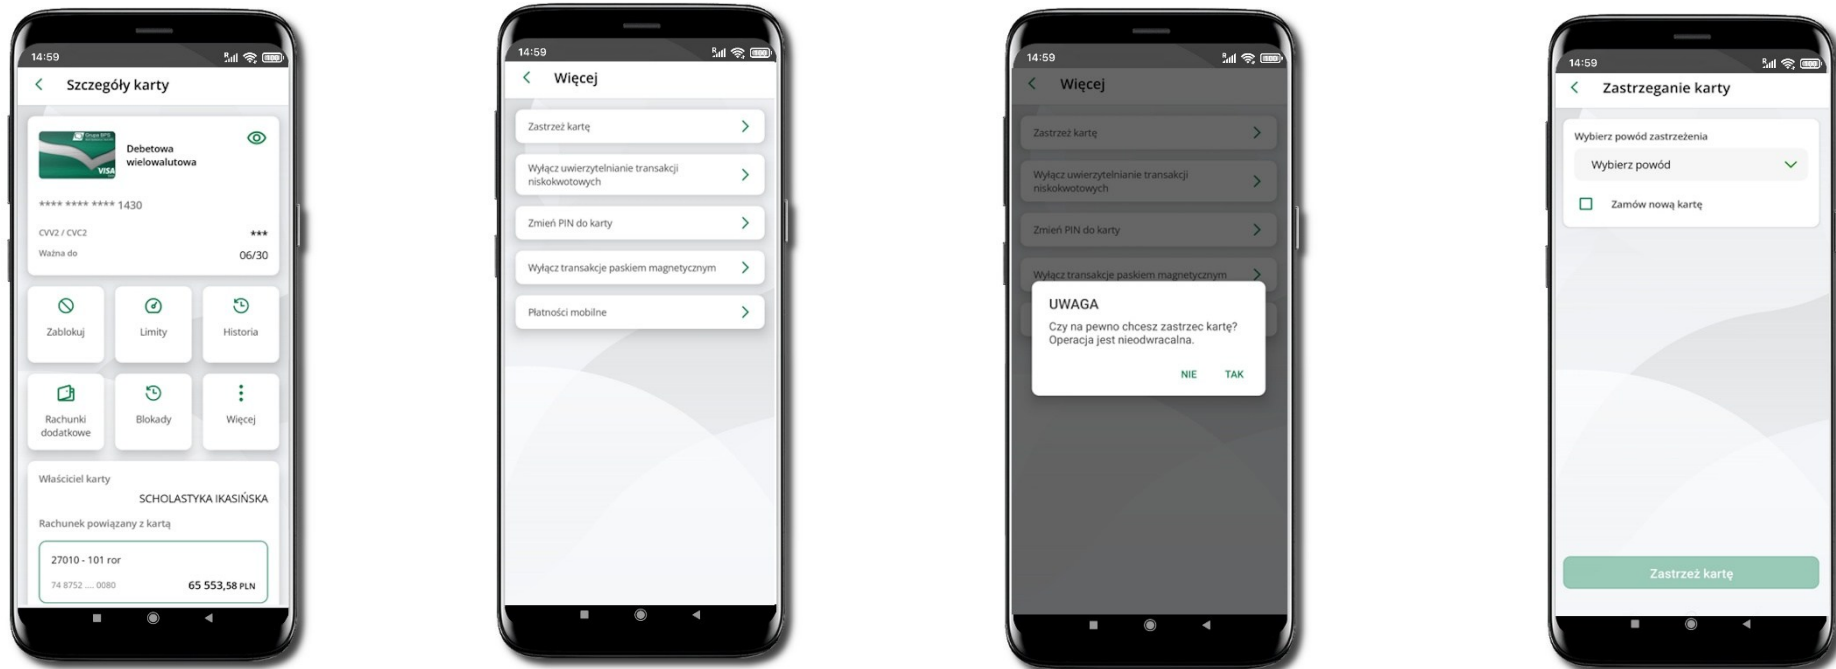 14:59
Szczegóły karty
Grupa BPS
VISA
Debetowa
wielowalutowa
**** **** **** 1430
CVV2 / CVC2 ***
Ważna do 06/30
Zablokuj Limity Historia
Rachunki
dodatkowe
Blokady Więcej
Właściciel karty
SCHOLASTYKA IKASIŃSKA
Rachunek powiązany z kartą
27010 - 101 ror
74 8752 .... 0080 65 553,58 PLN
14:59
Więcej
Zastrzeż kartę
Wyłącz uwierzytelnianie transakcji
niskokwotowych
Zmień PIN do karty
Wyłącz transakcje paskiem magnetycznym
Płatności mobilne
14:59
Więcej
Zastrzeż kartę
Wyłącz uwierzytelnianie transakcji
niskokwotowych
Zmień PIN do karty
Wyłącz transakcje paskiem magnetycznym
UWAGA
Czy na pewno chcesz zastrzec kartę?
Operacja jest nieodwracalna.
NIE TAK
14:59
Zastrzeganie karty
Wybierz powód zastrzeżenia
Wybierz powód
Zamów nową kartę
Zastrzeż kartę